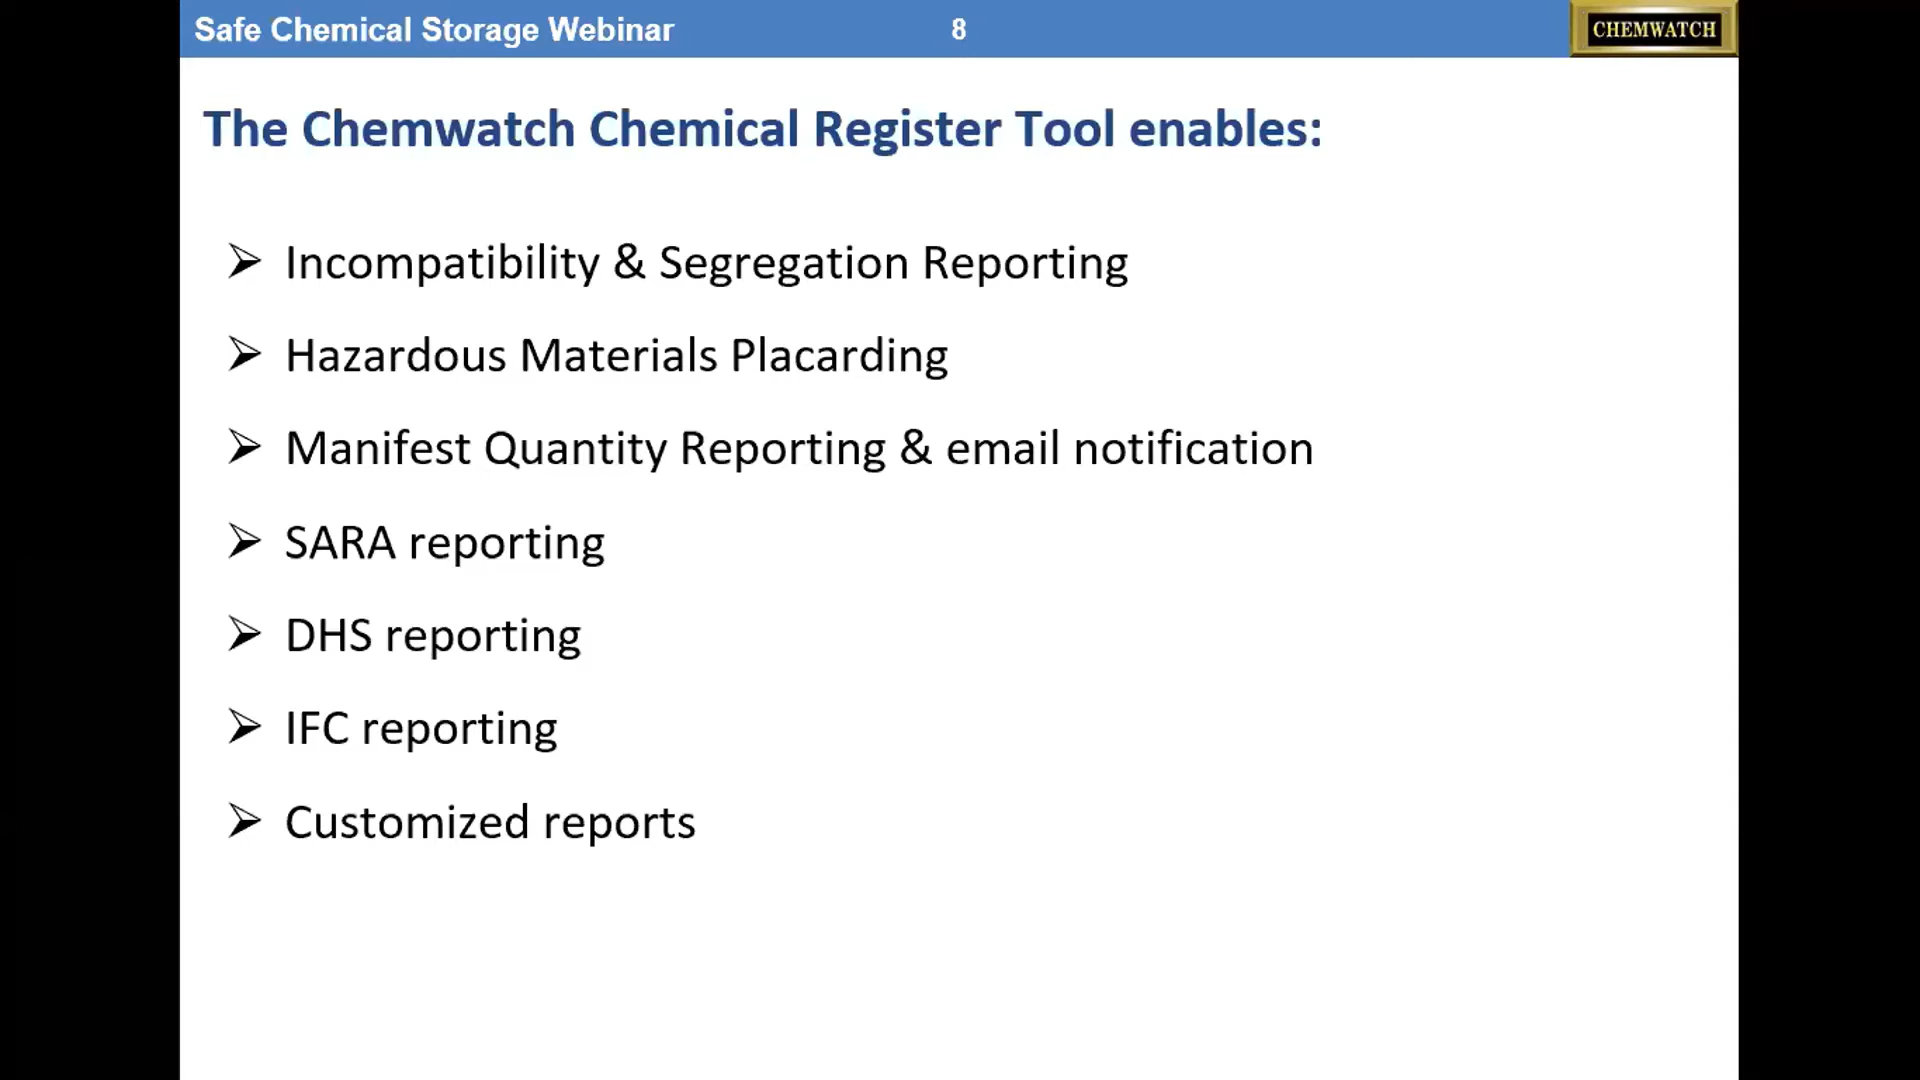 Safe Chemical Storage Webinar
8
CHEMWATCH
The Chemwatch Chemical Register Tool enables:
Incompatibility & Segregation Reporting
Hazardous Materials Placarding
Manifest Quantity Reporting & email notification
SARA reporting
DHS reporting
IFC reporting
Customized reports